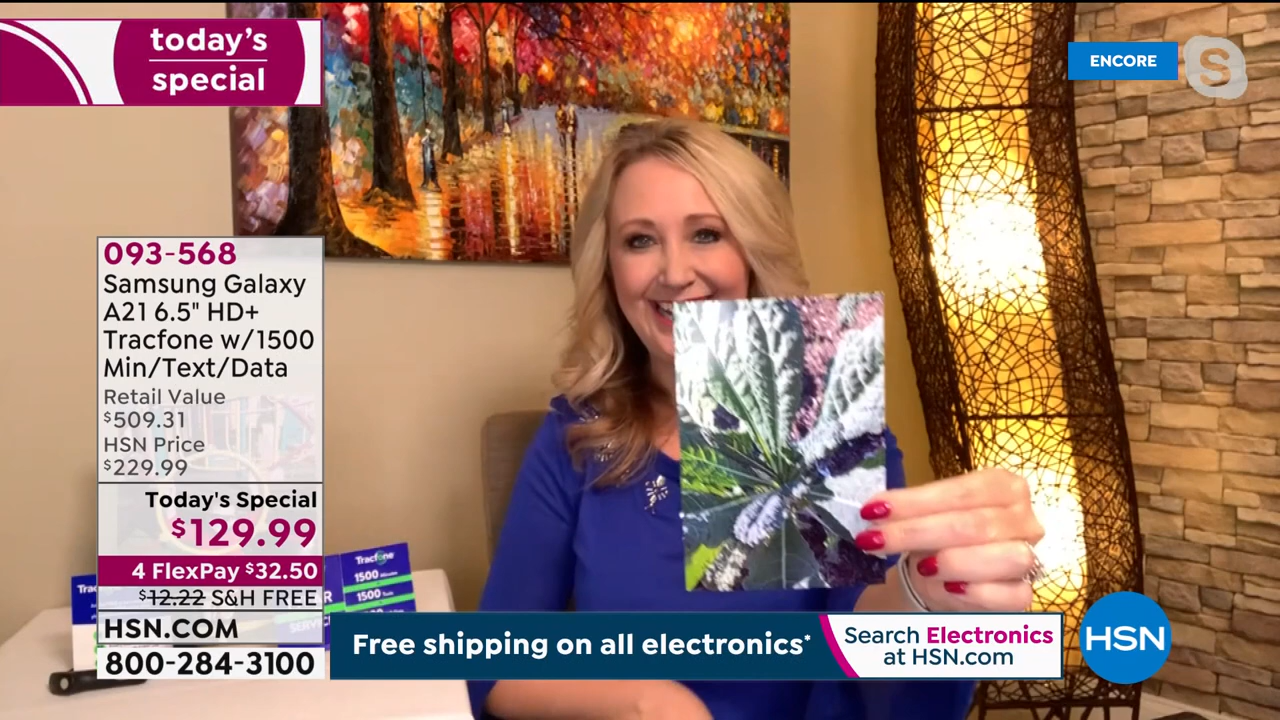 today's
special
ENCORE
S
093-568
Samsung Galaxy
A21 6.5" HD+
Tracfone w/1500
Min/Text/Data
Retail Value
$509.31
HSN Price
$229.99
Today's Special
$129.99
4 FlexPay $32.50
$12.22 S&H FREE
HSN.COM
800-284-3100
Tracfone
1500 Minutes
1500 Texts
Free shipping on all electronics*
Search Electronics
at HSN.com
HSN